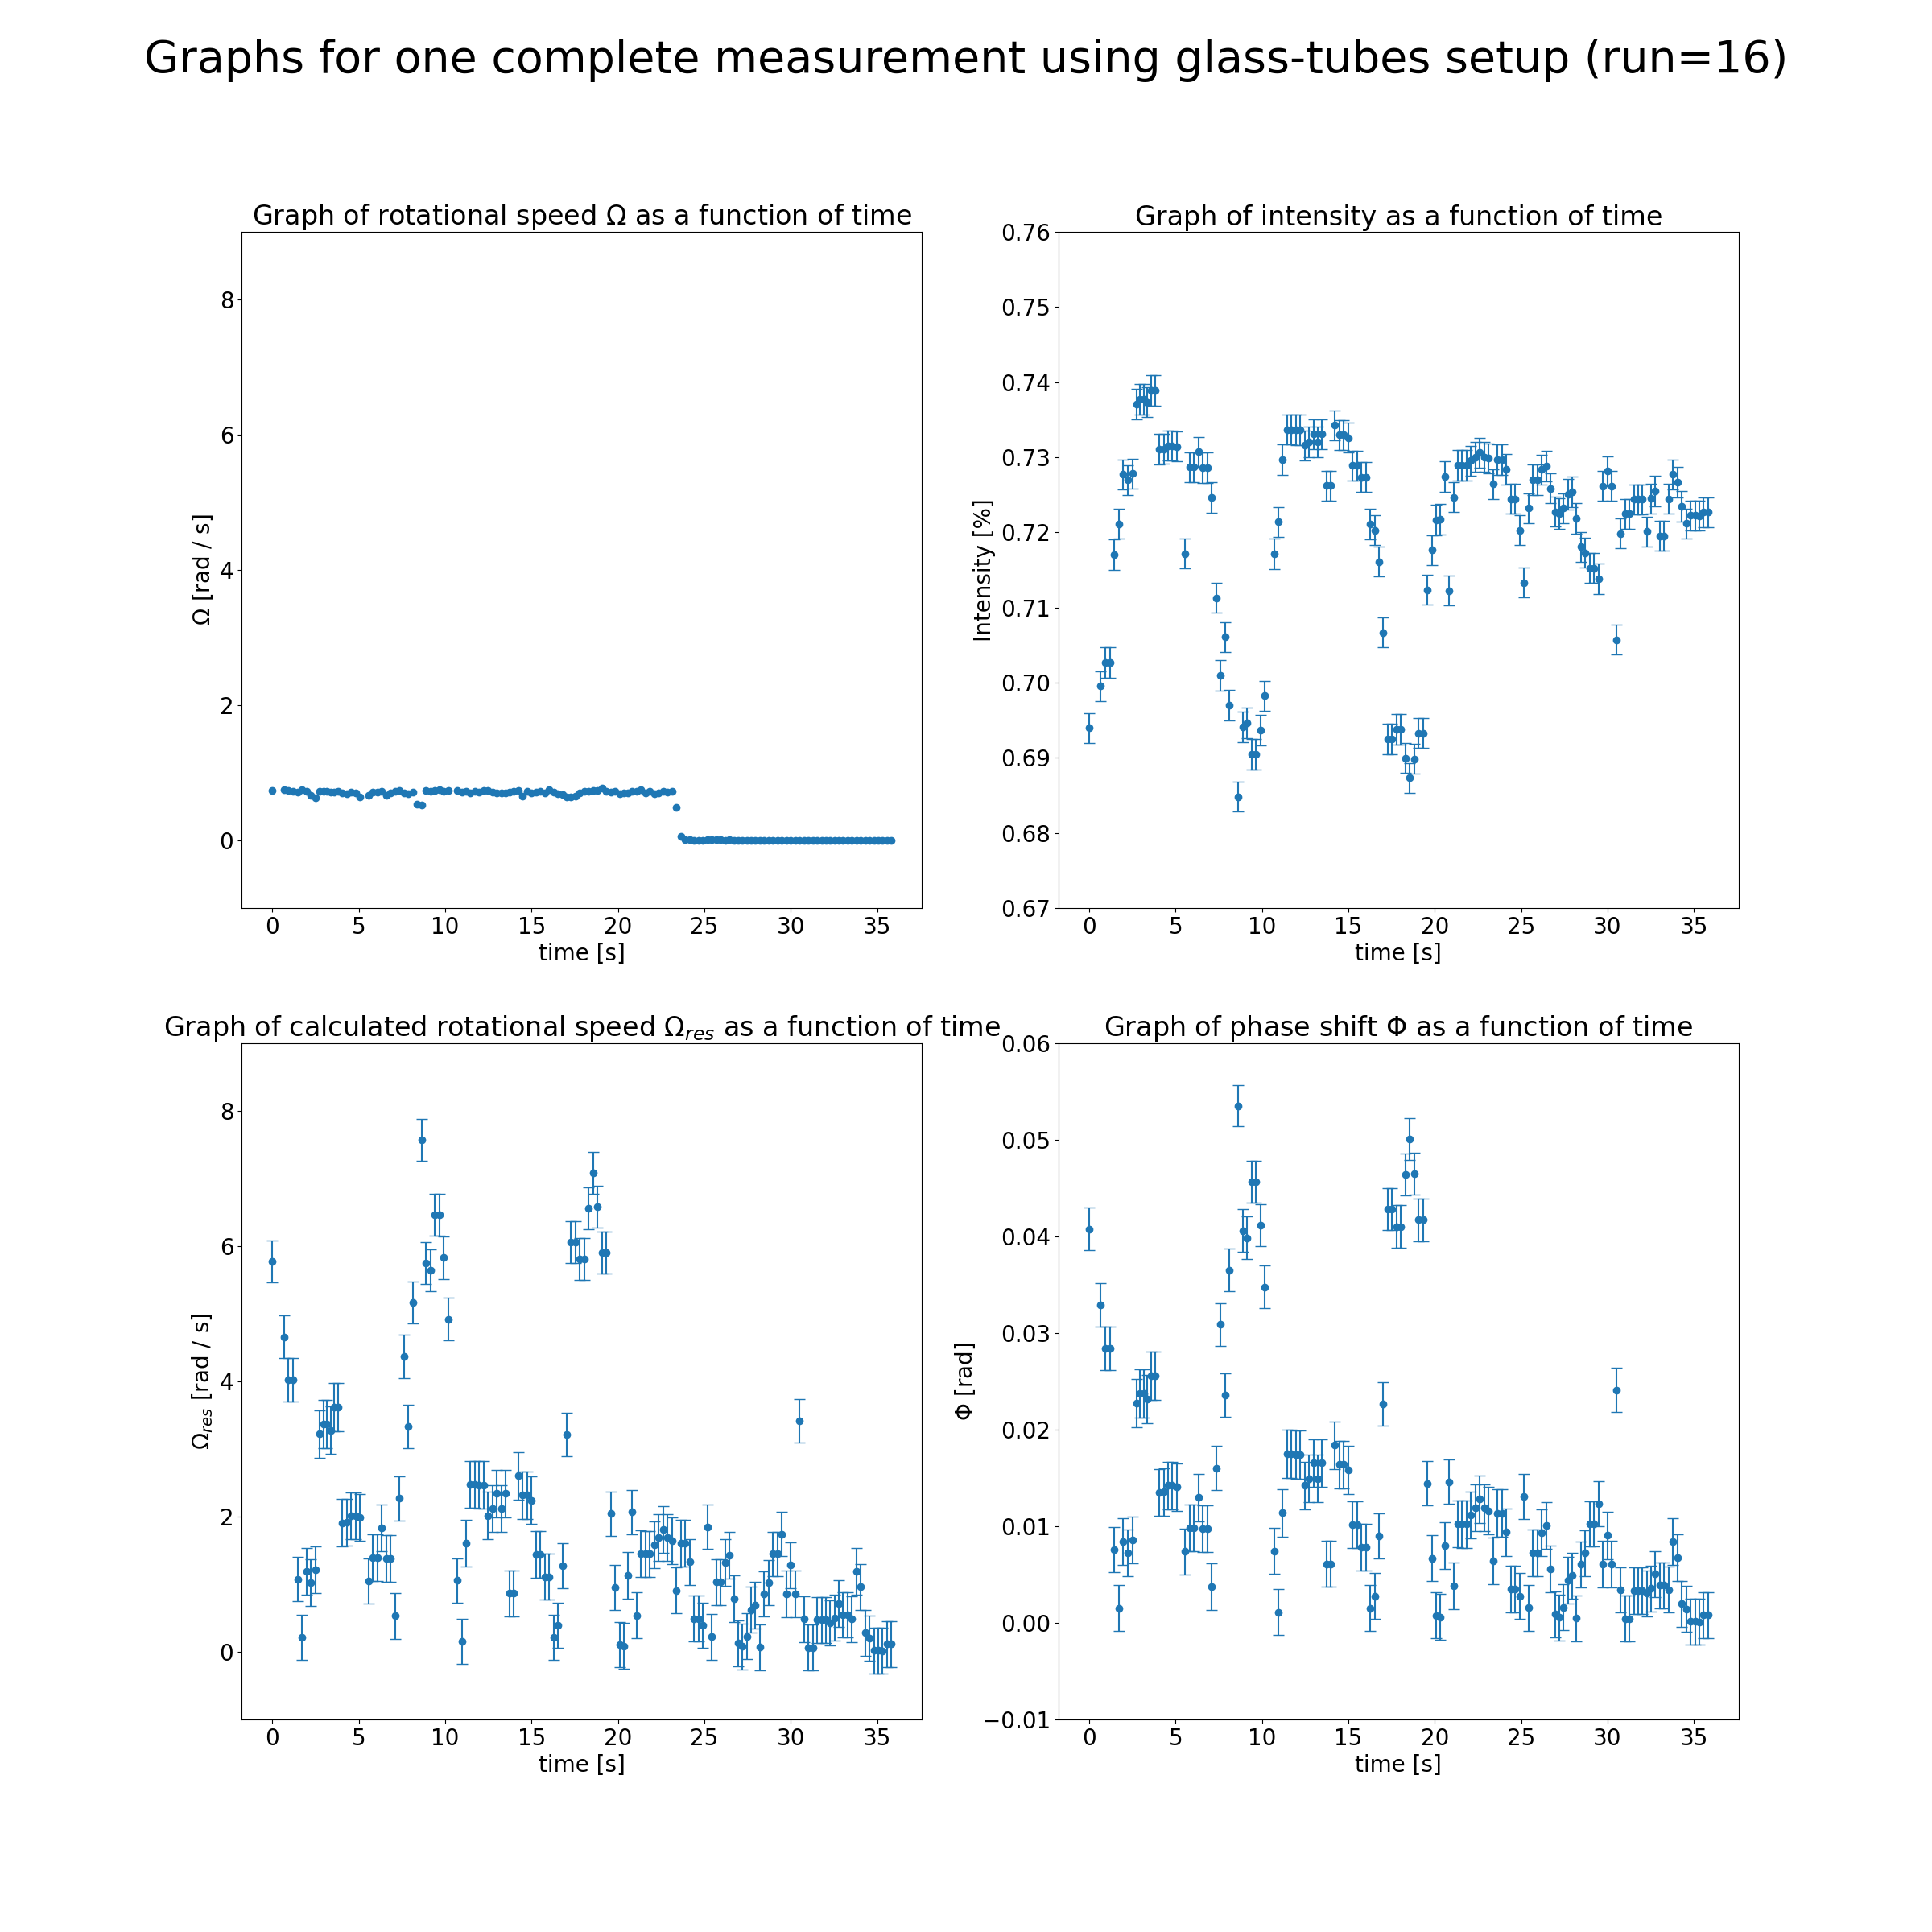 Graphs for one complete measurement using glass-tubes setup (run=16)
Graph of rotational speed Ω as a function of time
Ω [rad / s]
8
6
4
2
0
0 5 10 15 20 25 30 35
time [s]
Graph of intensity as a function of time
Intensity [%]
0.76
0.75
0.74
0.73
0.72
0.71
0.70
0.69
0.68
0.67
0 5 10 15 20 25 30 35
time [s]
Graph of calculated rotational speed Ωres as a function of time
Ωres [rad / s]
8
6
4
2
0
0 5 10 15 20 25 30 35
time [s]
Graph of phase shift Φ as a function of time
Φ [rad]
0.06
0.05
0.04
0.03
0.02
0.01
0.00
−0.01
0 5 10 15 20 25 30 35
time [s]